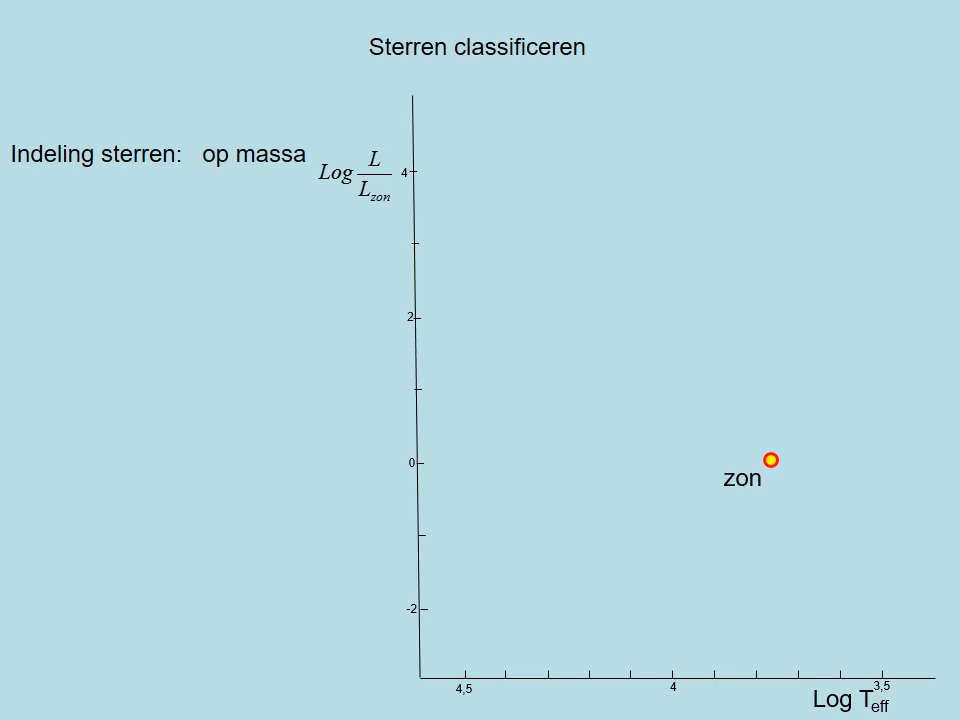 Sterren classificeren
Indeling sterren: op massa
Log L/L_zon
4
2
0
zon
-2
4,5 4 3,5
Log T_eff